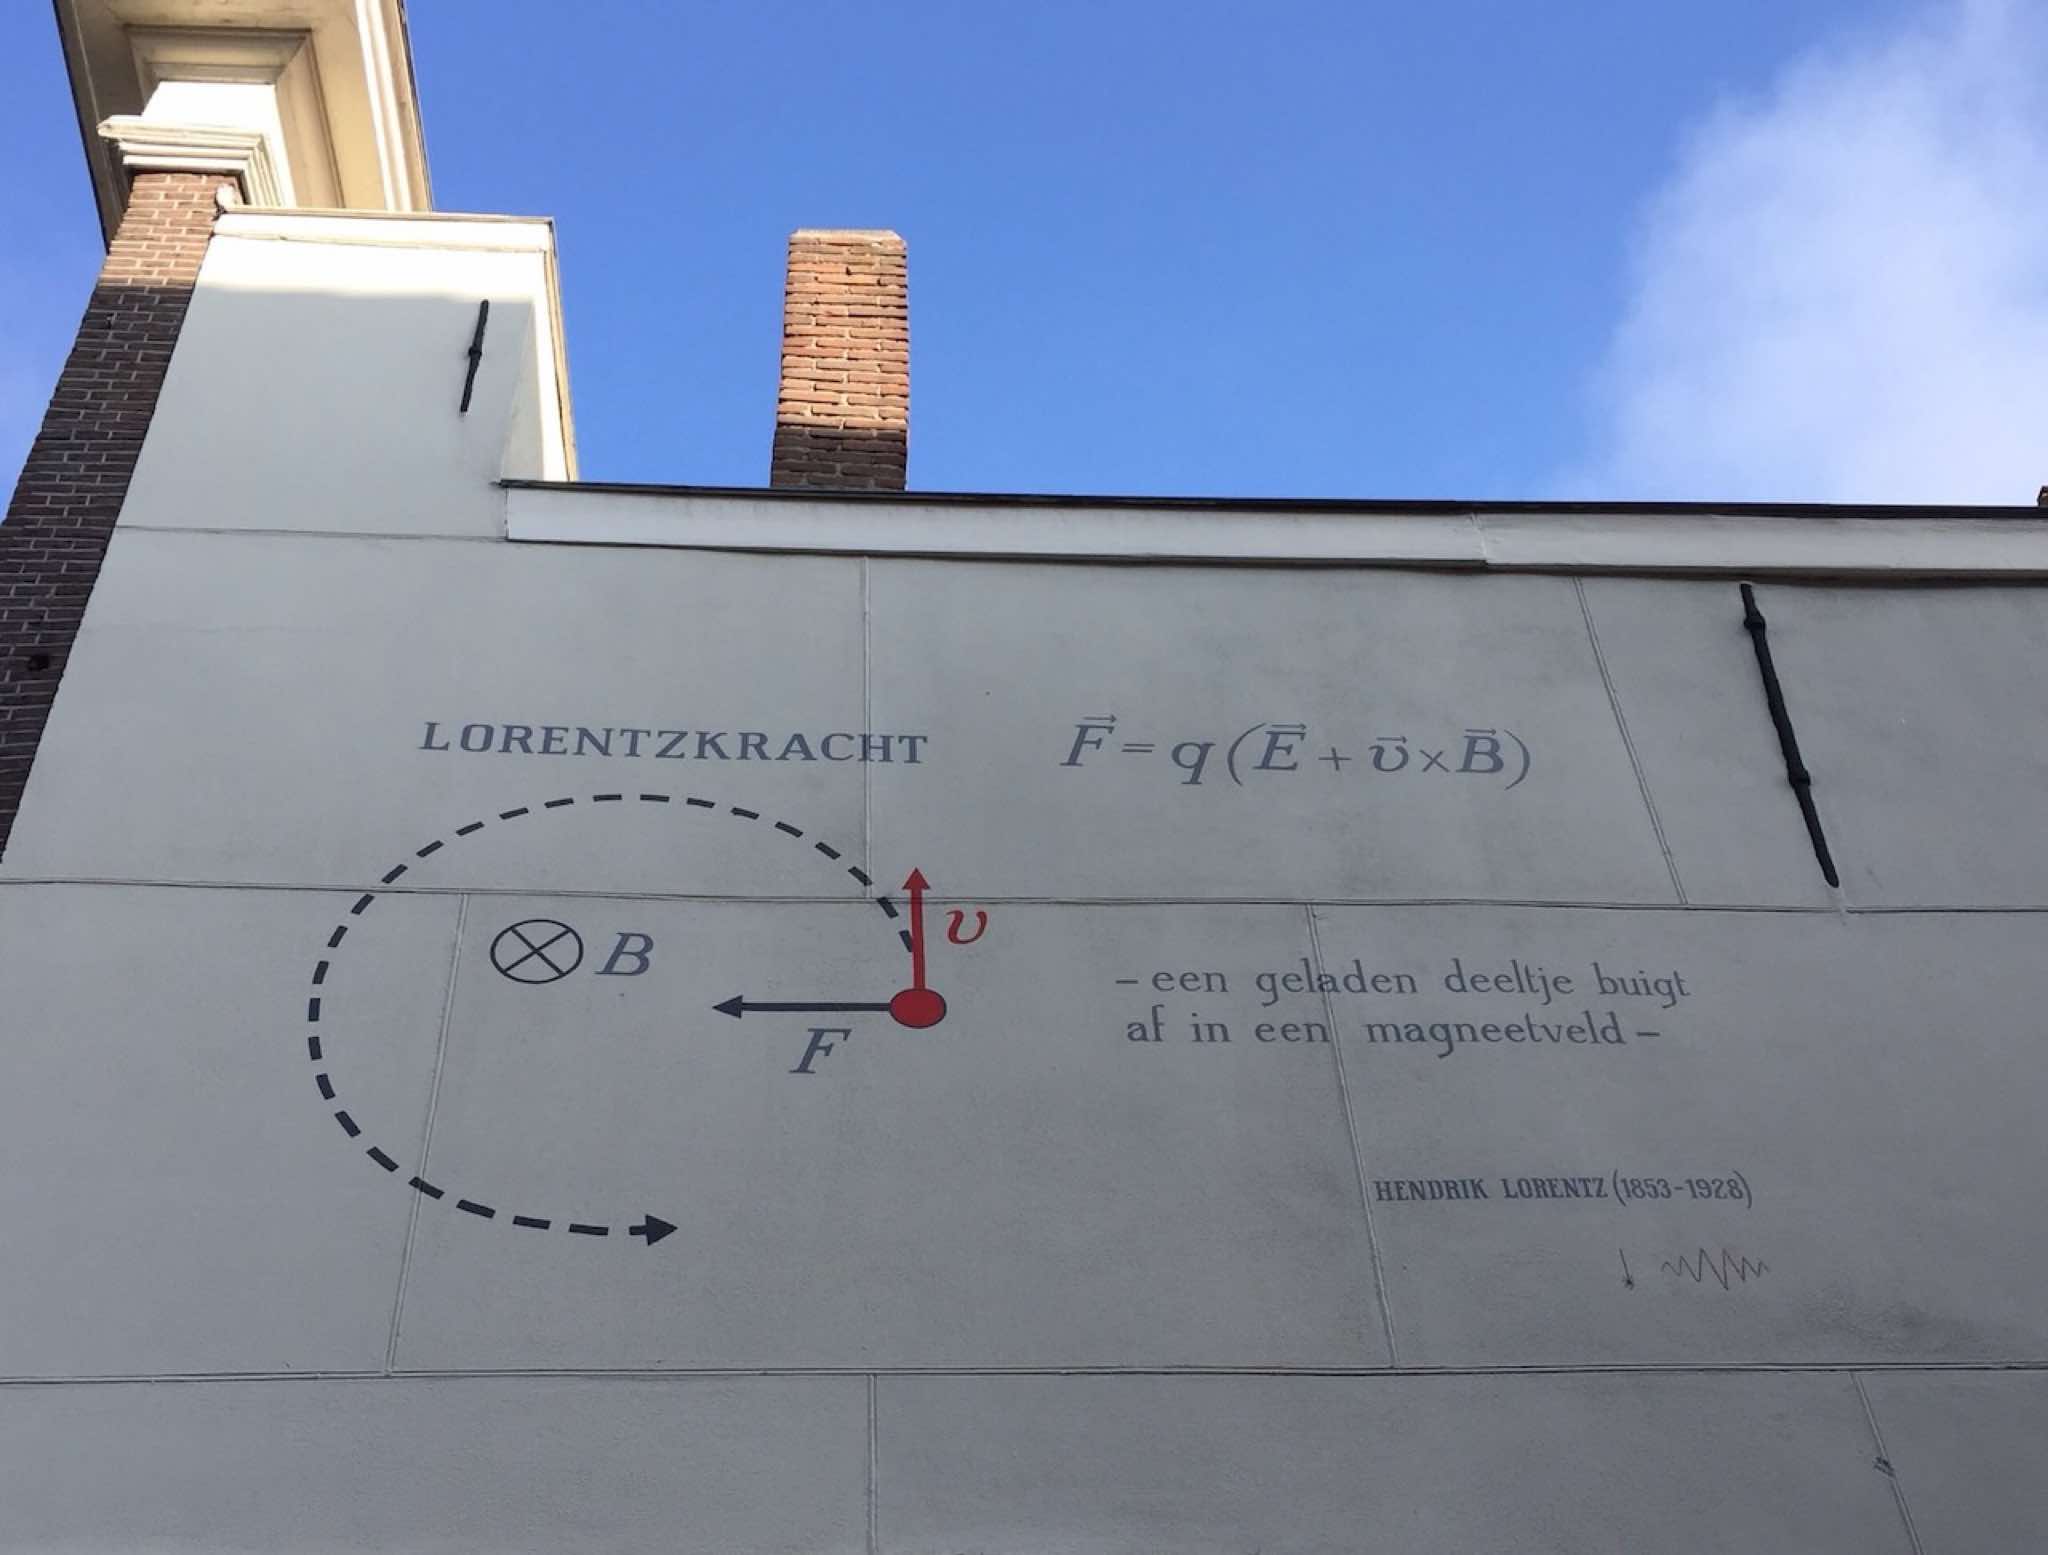 LORENTZKRACHT
F⃗ = q(E⃗ + v⃗ × B⃗)
B
v
F
– een geladen deeltje buigt
af in een magneetveld –
HENDRIK LORENTZ (1853-1928)